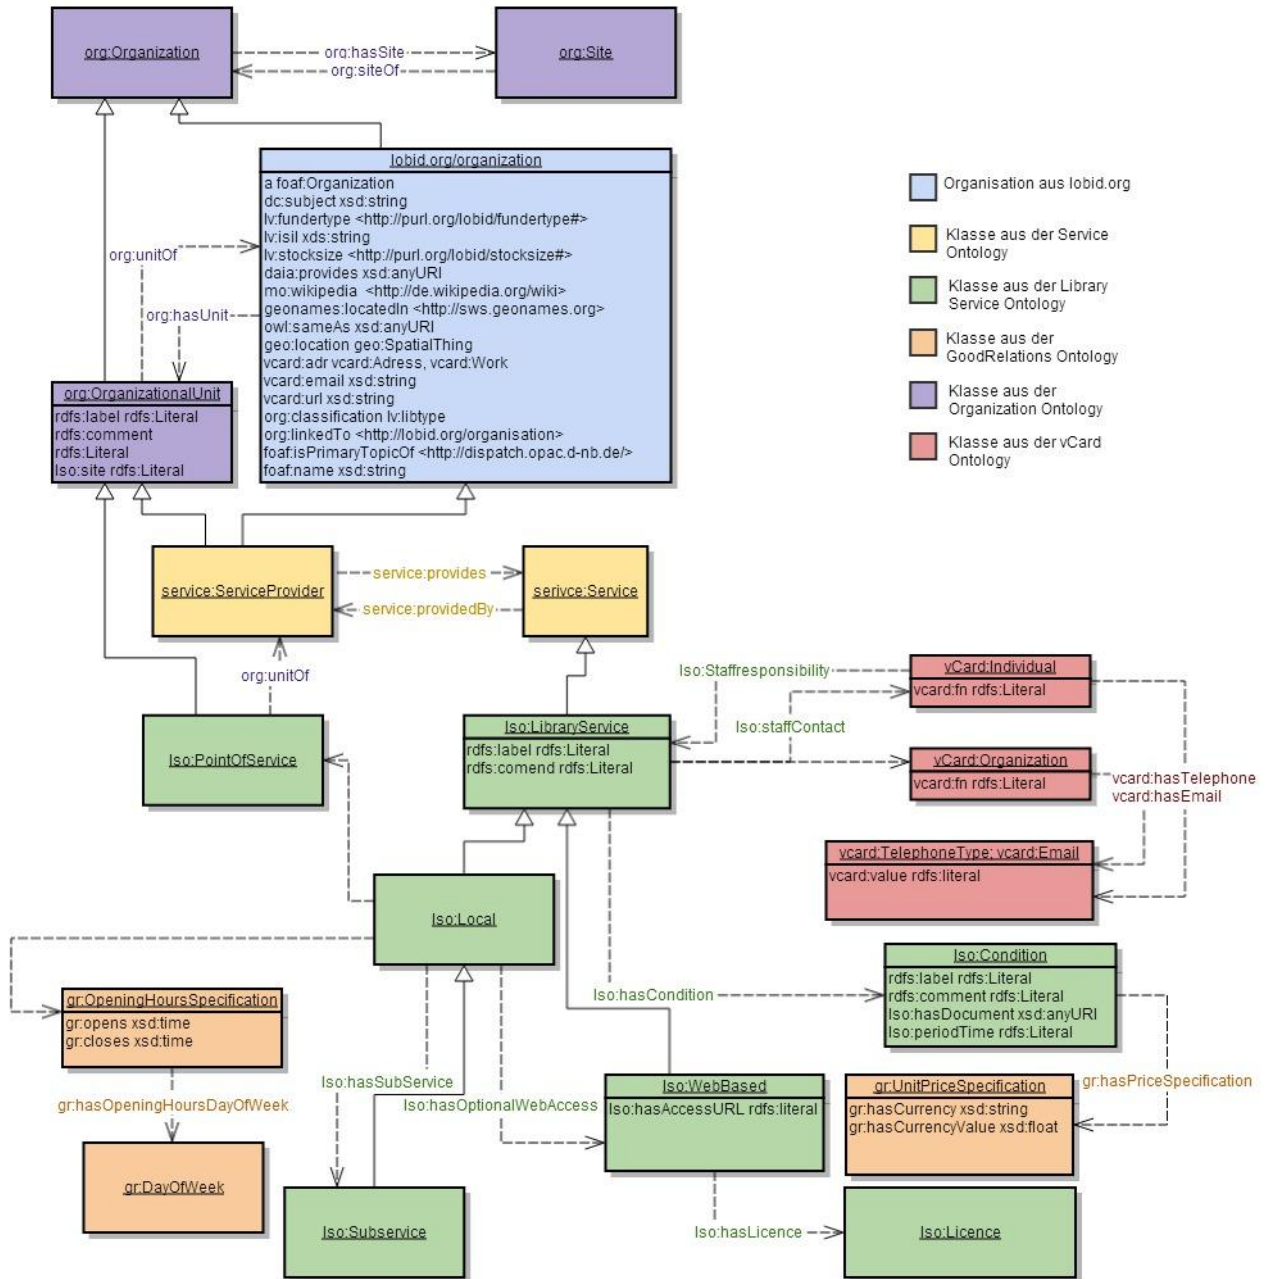 org:Organization
org:hasSite
org:siteOf
org:Site
lobid.org/organization
a foaf:Organization
dc:subject xsd:string
lv:fundertype <http://purl.org/lobid/fundertype#>
lv:isil xds:string
lv:stocksize <http://purl.org/lobid/stocksize#>
daia:provides xsd:anyURI
mo:wikipedia <http://de.wikipedia.org/wiki>
geonames:locatedIn <http://sws.geonames.org>
owl:sameAs xsd:anyURI
geo:location geo:SpatialThing
vcard:adr vcard:Adress, vcard:Work
vcard:email xsd:string
vcard:url xsd:string
org:classification lv:libtype
org:linkedTo <http://lobid.org/organisation>
foaf:isPrimaryTopicOf <http://dispatch.opac.d-nb.de/>
foaf:name xsd:string
Organisation aus lobid.org
Klasse aus der Service
Ontology
Klasse aus der Library
Service Ontology
Klasse aus der
GoodRelations Ontology
Klasse aus der
Organization Ontology
Klasse aus der vCard
Ontology
org:unitOf
org:hasUnit
org:OrganizationalUnit
rdfs:label rdfs:Literal
rdfs:comment
rdfs:Literal
lso:site rdfs:Literal
service:ServiceProvider
service:provides
service:providedBy
serivce:Service
org:unitOf
lso:PointOfService
lso:LibraryService
rdfs:label rdfs:Literal
rdfs:comend rdfs:Literal
lso:Staffresponsibility
lso:staffContact
vCard:Individual
vcard:fn rdfs:Literal
vCard:Organization
vcard:fn rdfs:Literal
vcard:hasTelephone
vcard:hasEmail
vcard:TelephoneType; vcard:Email
vcard:value rdfs:literal
lso:Local
lso:hasCondition
lso:Condition
rdfs:label rdfs:Literal
rdfs:comment rdfs:Literal
lso:hasDocument xsd:anyURI
lso:periodTime rdfs:Literal
gr:OpeningHoursSpecification
gr:opens xsd:time
gr:closes xsd:time
gr:hasOpeningHoursDayOfWeek
gr:DayOfWeek
lso:hasSubService
lso:hasOptionalWebAccess
lso:WebBased
lso:hasAccessURL rdfs:literal
gr:UnitPriceSpecification
gr:hasCurrency xsd:string
gr:hasCurrencyValue xsd:float
gr:hasPriceSpecification
lso:Subservice
lso:hasLicence
lso:Licence